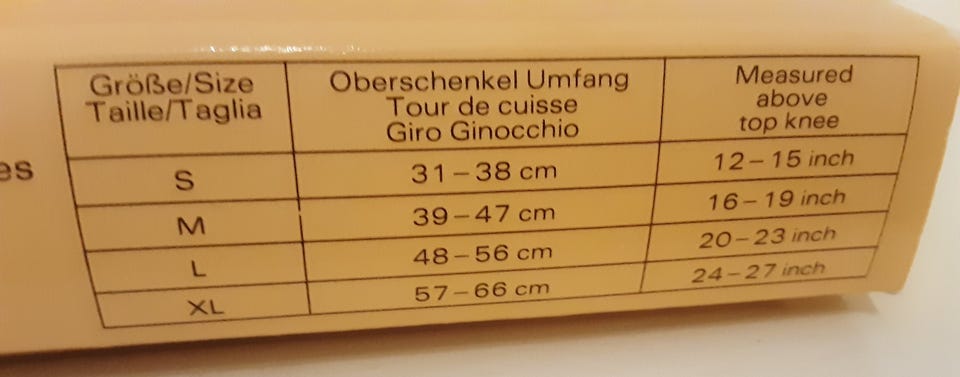 Größe/Size
Taille/Taglia
Oberschenkel Umfang
Tour de cuisse
Giro Ginocchio
Measured
above
top knee
es
S 31–38 cm 12–15 inch
M 39–47 cm 16–19 inch
L 48–56 cm 20–23 inch
XL 57–66 cm 24–27 inch